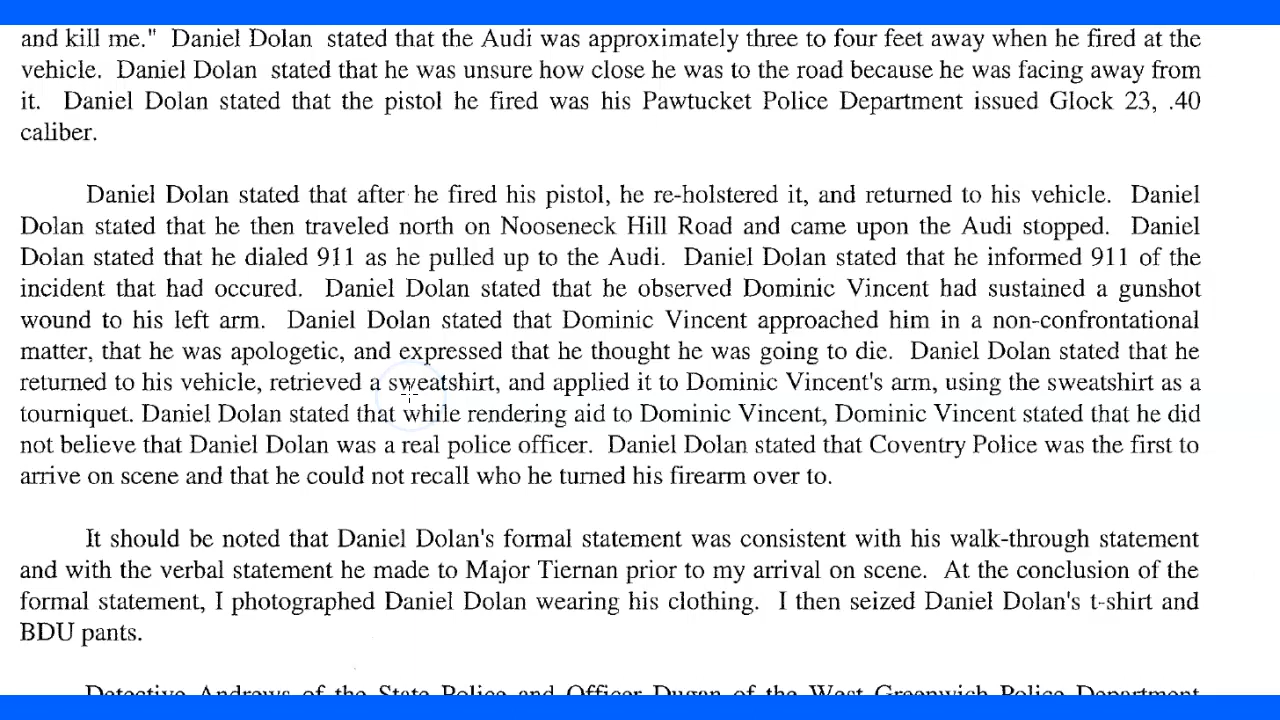 and kill me." Daniel Dolan stated that the Audi was approximately three to four feet away when he fired at the
vehicle. Daniel Dolan stated that he was unsure how close he was to the road because he was facing away from
it. Daniel Dolan stated that the pistol he fired was his Pawtucket Police Department issued Glock 23, .40
caliber.
Daniel Dolan stated that after he fired his pistol, he re-holstered it, and returned to his vehicle. Daniel
Dolan stated that he then traveled north on Nooseneck Hill Road and came upon the Audi stopped. Daniel
Dolan stated that he dialed 911 as he pulled up to the Audi. Daniel Dolan stated that he informed 911 of the
incident that had occured. Daniel Dolan stated that he observed Dominic Vincent had sustained a gunshot
wound to his left arm. Daniel Dolan stated that Dominic Vincent approached him in a non-confrontational
matter, that he was apologetic, and expressed that he thought he was going to die. Daniel Dolan stated that he
returned to his vehicle, retrieved a sweatshirt, and applied it to Dominic Vincent's arm, using the sweatshirt as a
tourniquet. Daniel Dolan stated that while rendering aid to Dominic Vincent, Dominic Vincent stated that he did
not believe that Daniel Dolan was a real police officer. Daniel Dolan stated that Coventry Police was the first to
arrive on scene and that he could not recall who he turned his firearm over to.
It should be noted that Daniel Dolan's formal statement was consistent with his walk-through statement
and with the verbal statement he made to Major Tiernan prior to my arrival on scene. At the conclusion of the
formal statement, I photographed Daniel Dolan wearing his clothing. I then seized Daniel Dolan's t-shirt and
BDU pants.
Detective Andrews of the State Police and Officer Dugan of the West Greenwich Police Department